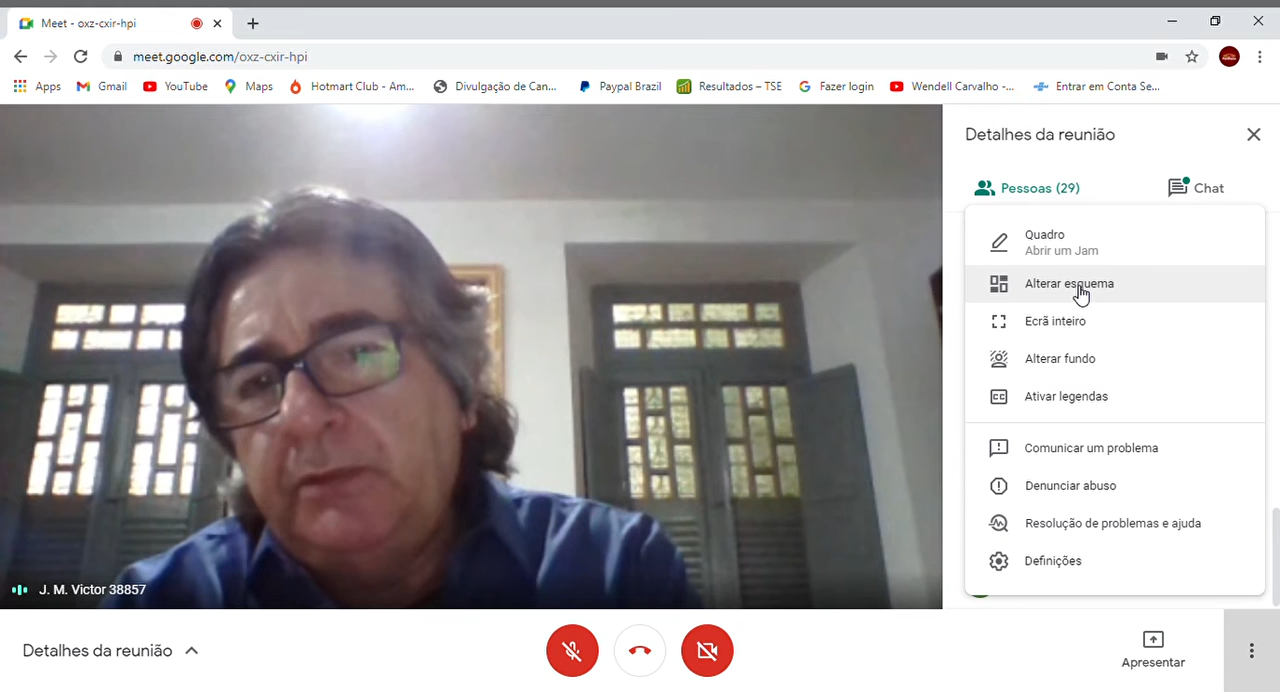 Meet - oxz-cxir-hpi
meet.google.com/oxz-cxir-hpi
Apps
Gmail
YouTube
Maps
Hotmart Club - Am...
Divulgação de Can...
Paypal Brazil
Resultados – TSE
Fazer login
Wendell Carvalho -...
Entrar em Conta Se...
Detalhes da reunião
Pessoas (29)
Chat
Quadro
Abrir um Jam
Alterar esquema
Ecrã inteiro
Alterar fundo
CC
Ativar legendas
Comunicar um problema
Denunciar abuso
Resolução de problemas e ajuda
Definições
J. M. Victor 38857
Detalhes da reunião
Apresentar